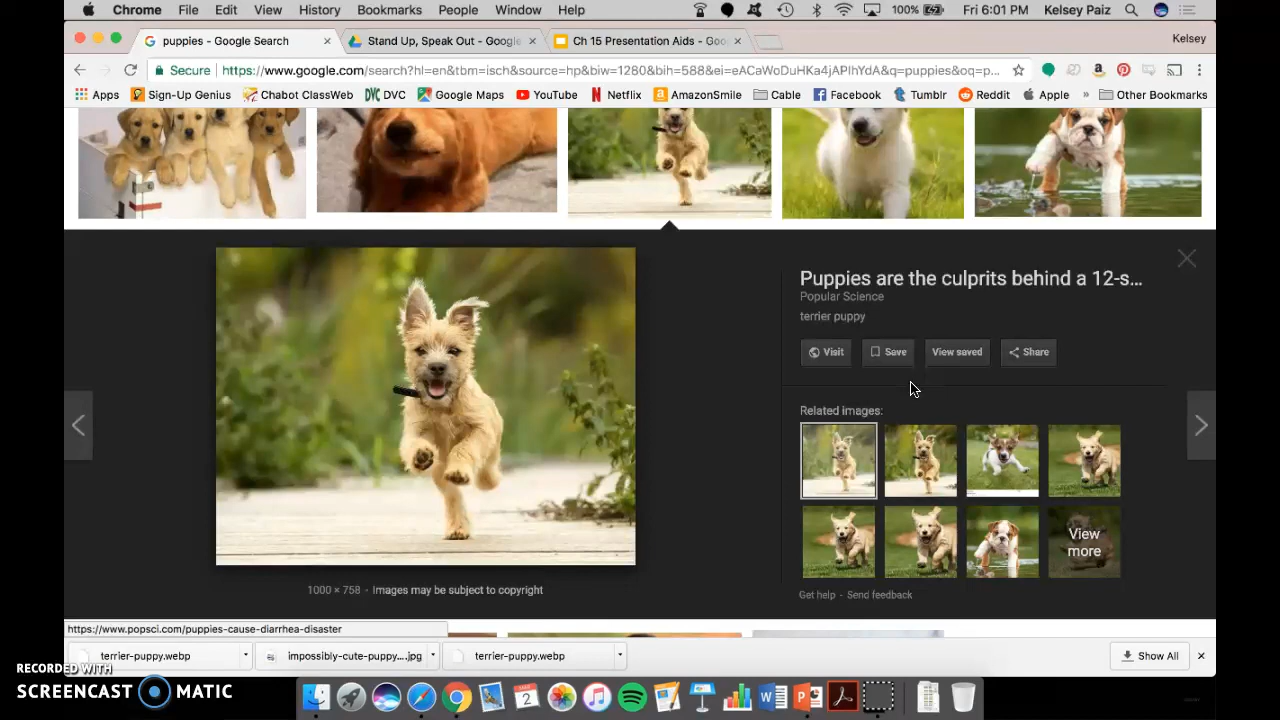 Chrome File Edit View History Bookmarks People Window Help 100% Fri 6:01 PM Kelsey Paiz
puppies - Google Search Stand Up, Speak Out - Google Ch 15 Presentation Aids - Goo Kelsey
Secure https://www.google.com/search?hl=en&tbm=isch&source=hp&biw=1280&bih=588&ei=eACaWoDuHKa4jAPIhYdA&q=puppies&oq=p...
Apps Sign-Up Genius Chabot ClassWeb DVC Google Maps YouTube Netflix AmazonSmile Cable Facebook Tumblr Reddit Apple » Other Bookmarks
Puppies are the culprits behind a 12-s...
Popular Science
terrier puppy
Visit Save View saved Share
Related images:
View
more
1000 × 758 - Images may be subject to copyright
Get help - Send feedback
https://www.popsci.com/puppies-cause-diarrhea-disaster
terrier-puppy.webp impossibly-cute-puppy....jpg terrier-puppy.webp Show All
RECORDED WITH
SCREENCAST MATIC